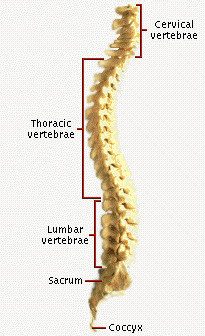 Cervical
vertebrae
Thoracic
vertebrae
Lumbar
vertebrae
Sacrum
Coccyx